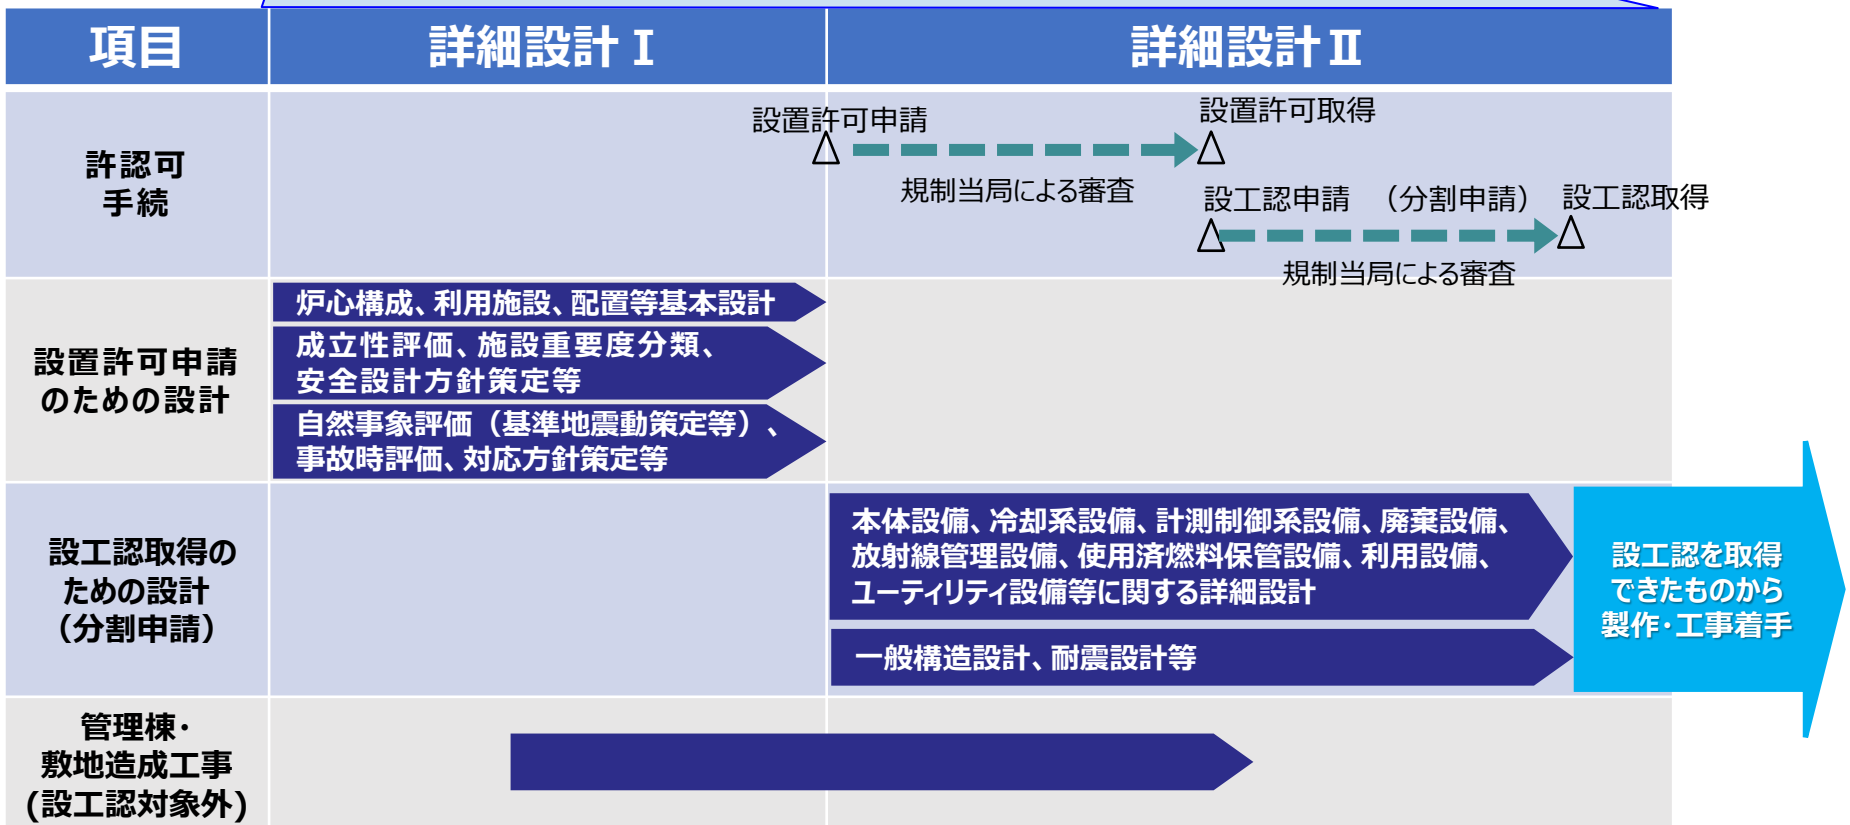 項目
詳細設計Ⅰ
詳細設計Ⅱ
許認可
手続
設置許可申請
設置許可取得
規制当局による審査
設工認申請 （分割申請） 設工認取得
規制当局による審査
設置許可申請
のための設計
炉心構成、利用施設、配置等基本設計
成立性評価、施設重要度分類、
安全設計方針策定等
自然事象評価（基準地震動策定等）、
事故時評価、対応方針策定等
設工認取得の
ための設計
（分割申請）
本体設備、冷却系設備、計測制御系設備、廃棄設備、
放射線管理設備、使用済燃料保管設備、利用設備、
ユーティリティ設備等に関する詳細設計
一般構造設計、耐震設計等
設工認を取得
できたものから
製作・工事着手
管理棟・
敷地造成工事
(設工認対象外)